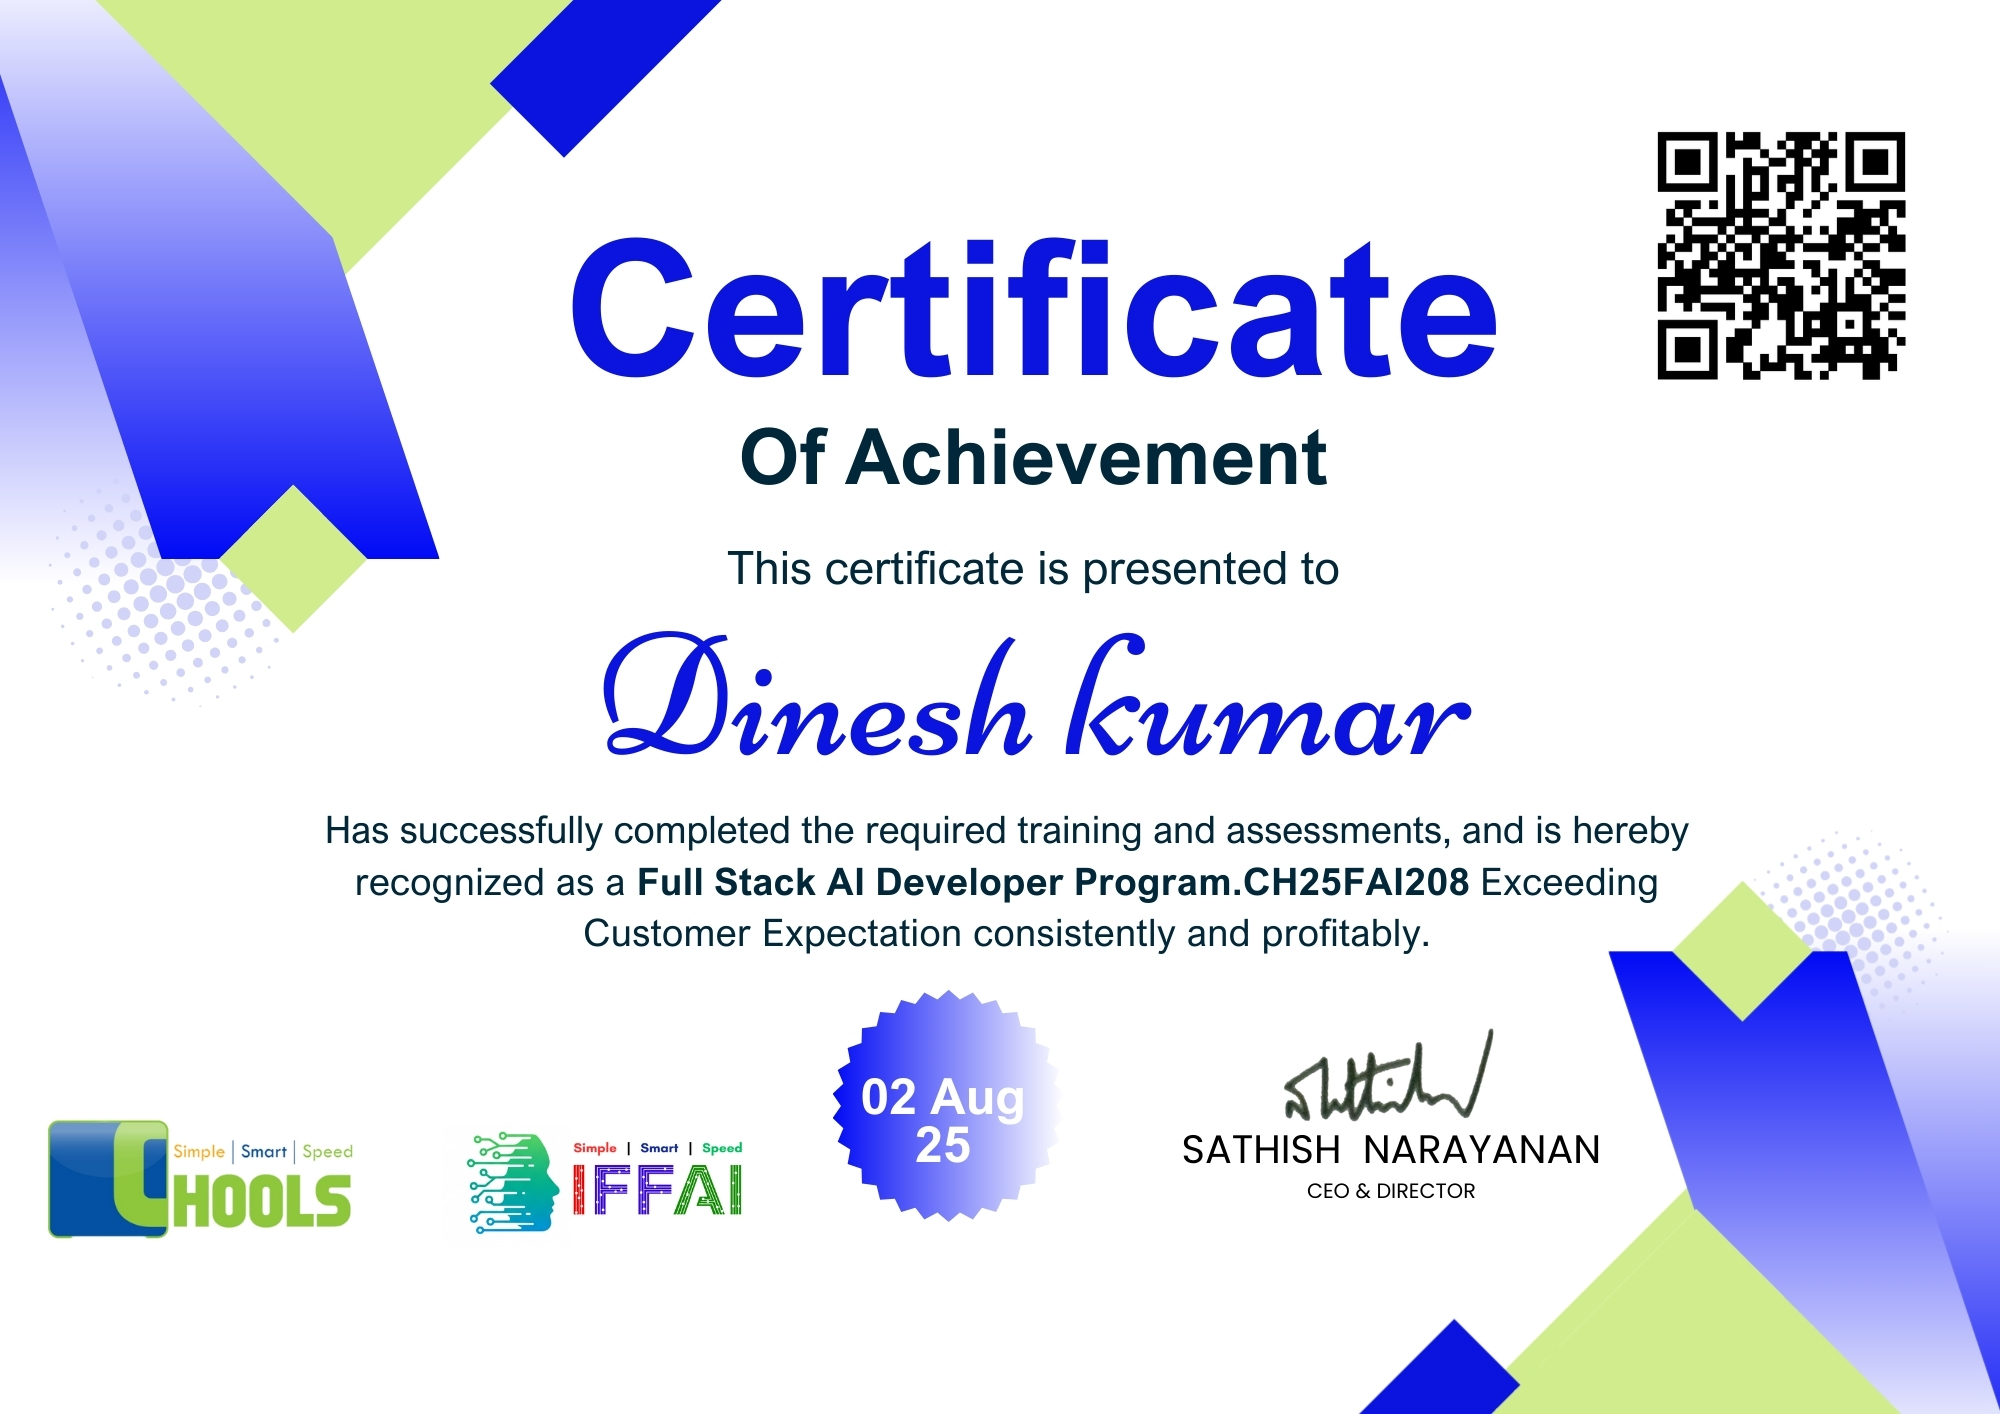 Certificate
Of Achievement
This certificate is presented to
Dinesh kumar
Has successfully completed the required training and assessments, and is hereby
recognized as a Full Stack AI Developer Program.CH25FAI208 Exceeding
Customer Expectation consistently and profitably.
02 Aug
25
SATHISH NARAYANAN
CEO & DIRECTOR
Simple | Smart | Speed
CHOOLS
Simple | Smart | Speed
IFFAI